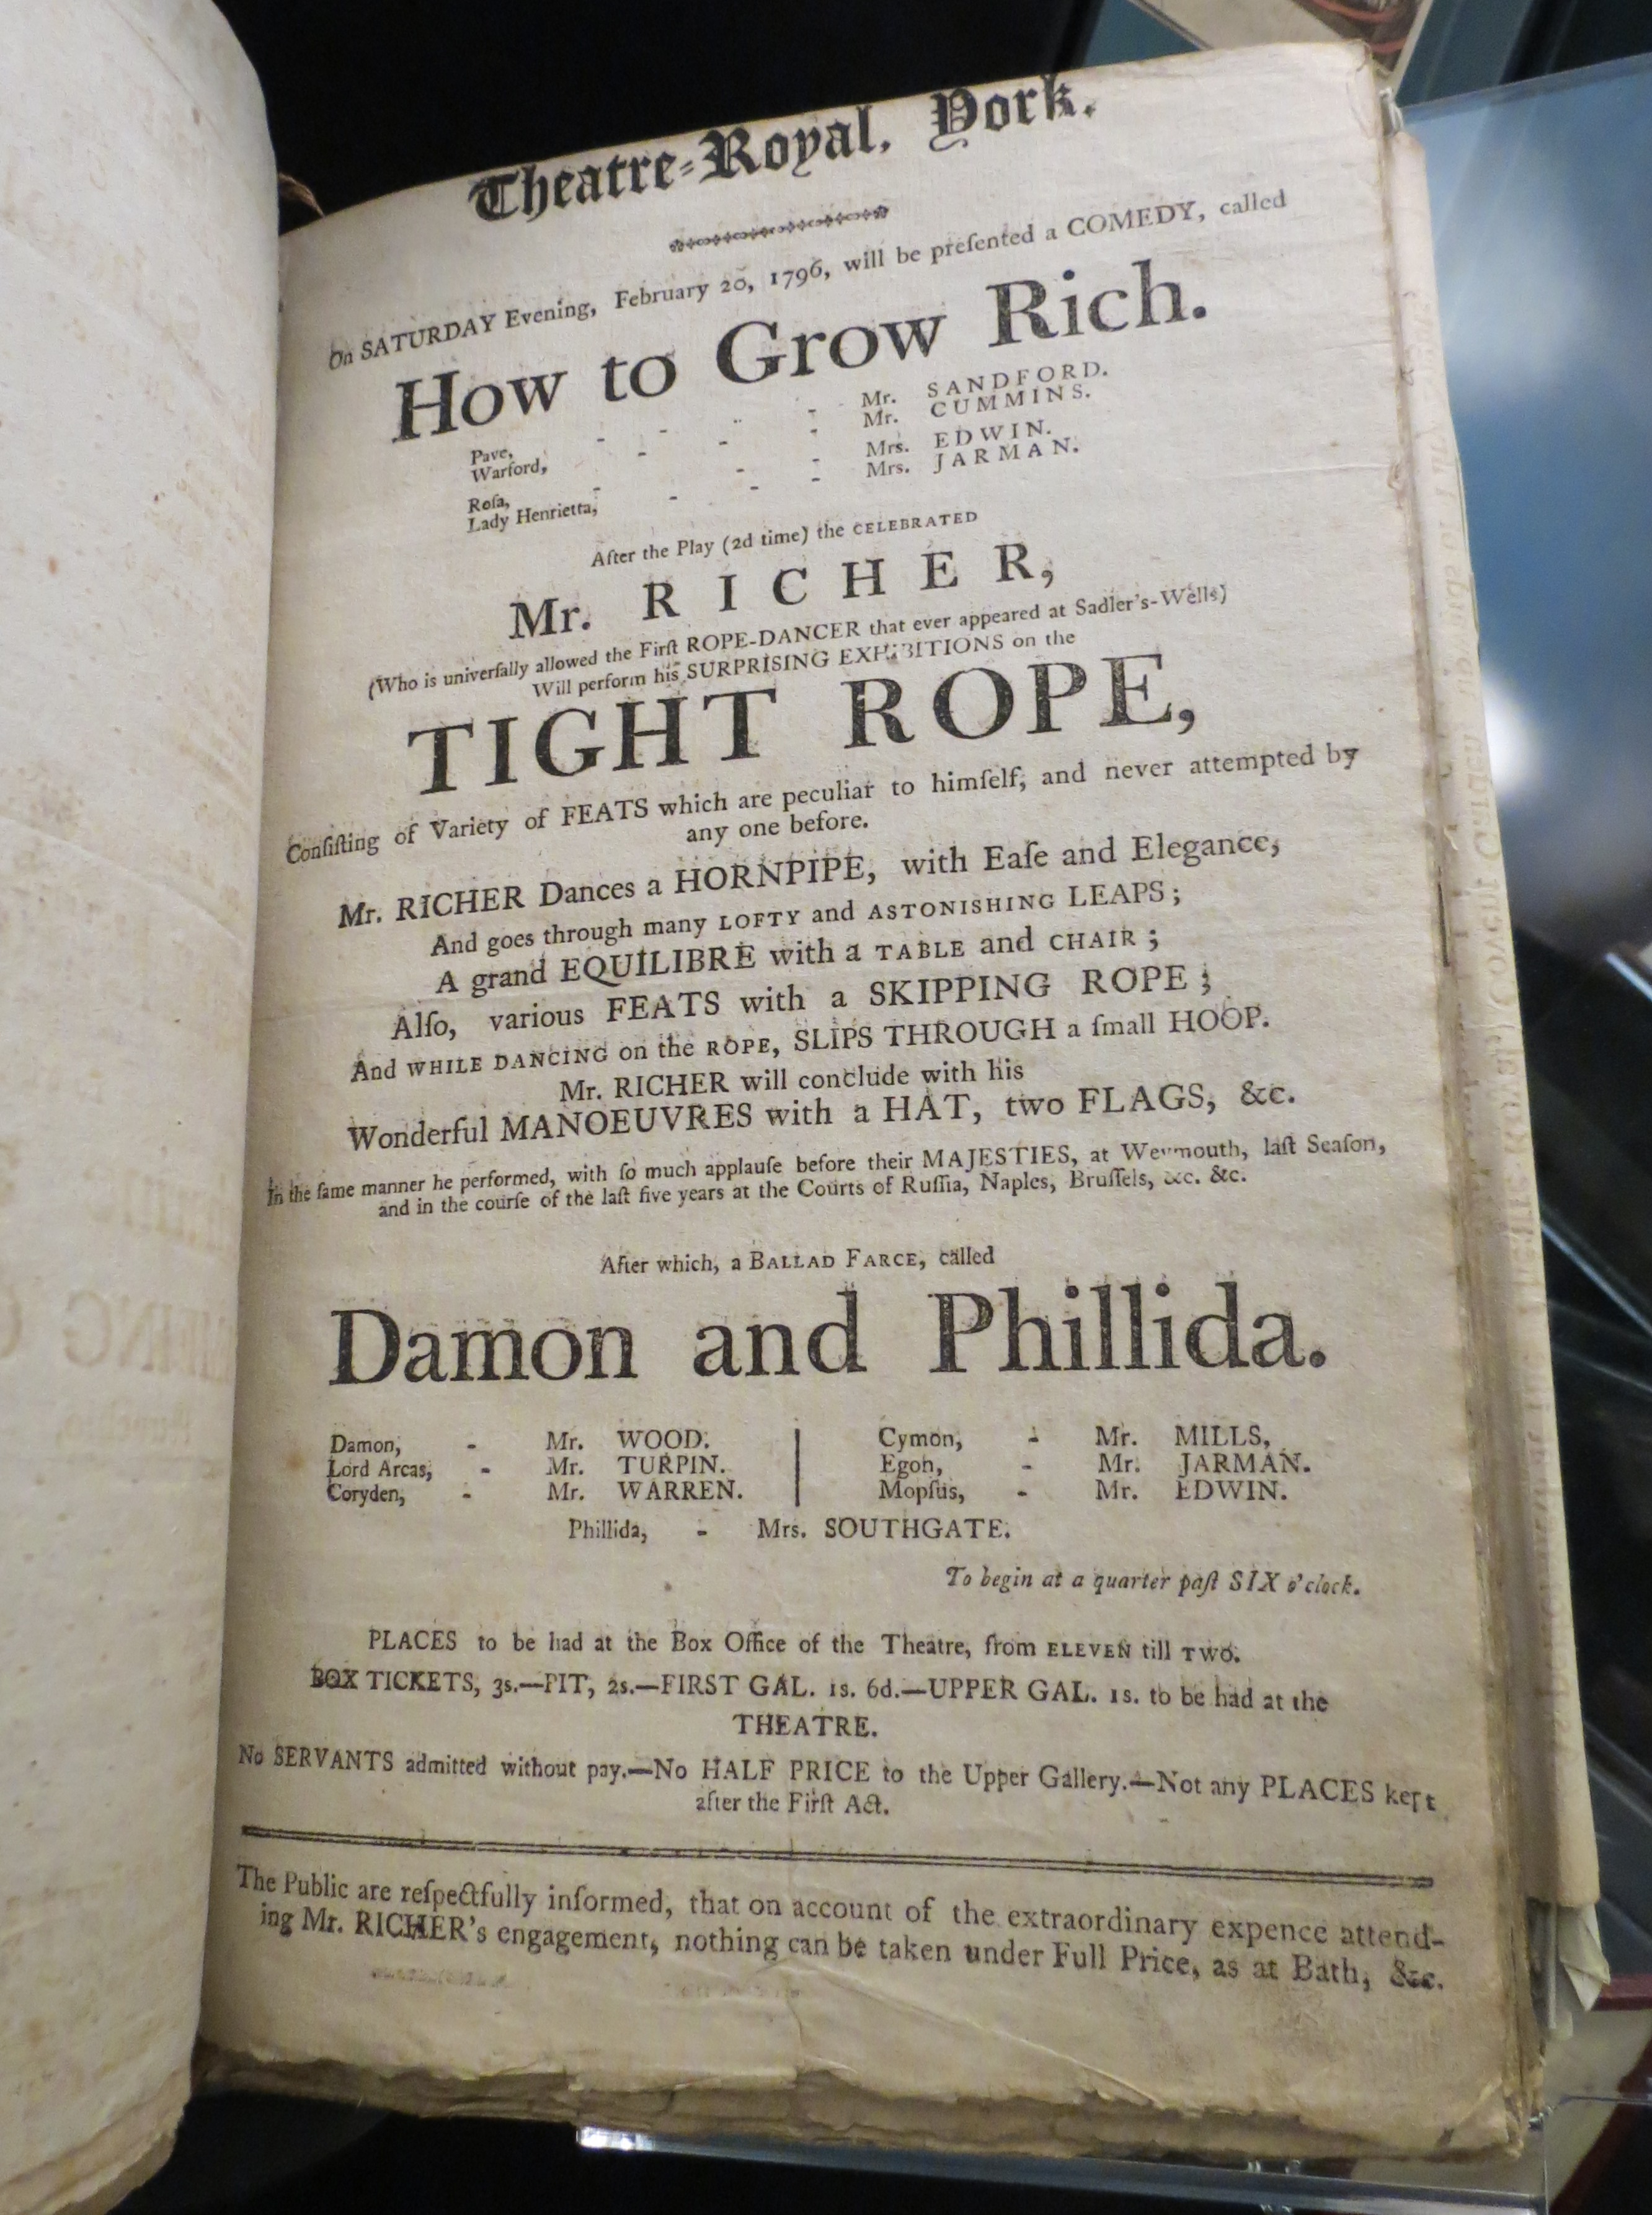 Theatre-Royal, York.
On SATURDAY Evening, February 20, 1796, will be preſented a COMEDY, called
How to Grow Rich.
Pave, - - - - Mr. SANDFORD.
Warford, - - - Mr. CUMMINS.
Roſa, - - - Mrs. EDWIN.
Lady Henrietta, - - - Mrs. JARMAN.
After the Play (2d time) the CELEBRATED
Mr. RICHER,
(Who is univerſally allowed the Firſt ROPE-DANCER that ever appeared at Sadler's-Wells)
Will perform his SURPRISING EXHIBITIONS on the
TIGHT ROPE,
Conſiſting of Variety of FEATS which are peculiar to himſelf, and never attempted by
any one before.
Mr. RICHER Dances a HORNPIPE, with Eaſe and Elegance,
And goes through many LOFTY and ASTONISHING LEAPS;
A grand EQUILIBRE with a TABLE and CHAIR;
Alſo, various FEATS with a SKIPPING ROPE;
And WHILE DANCING on the ROPE, SLIPS THROUGH a ſmall HOOP.
Mr. RICHER will conclude with his
Wonderful MANOEUVRES with a HAT, two FLAGS, &c.
In the ſame manner he performed, with ſo much applauſe before their MAJESTIES, at Weymouth, laſt Seaſon,
and in the courſe of the laſt five years at the Courts of Ruſſia, Naples, Bruſſels, &c. &c.
After which, a BALLAD FARCE, called
Damon and Phillida.
Damon, - Mr. WOOD. | Cymon, - Mr. MILLS,
Lord Arcas, - Mr. TURPIN. | Egon, - Mr. JARMAN.
Coryden, - Mr. WARREN. | Mopſus, - Mr. EDWIN.
Phillida, - Mrs. SOUTHGATE.
To begin at a quarter paſt SIX o'clock.
PLACES to be had at the Box Office of the Theatre, from ELEVEN till TWO.
BOX TICKETS, 3s.—PIT, 2s.—FIRST GAL. 1s. 6d.—UPPER GAL. 1s. to be had at the
THEATRE.
No SERVANTS admitted without pay.—No HALF PRICE to the Upper Gallery.—Not any PLACES kept
after the Firſt Act.
The Public are reſpectfully informed, that on account of the extraordinary expence attend-
ing Mr. RICHER's engagement, nothing can be taken under Full Price, as at Bath, &c.